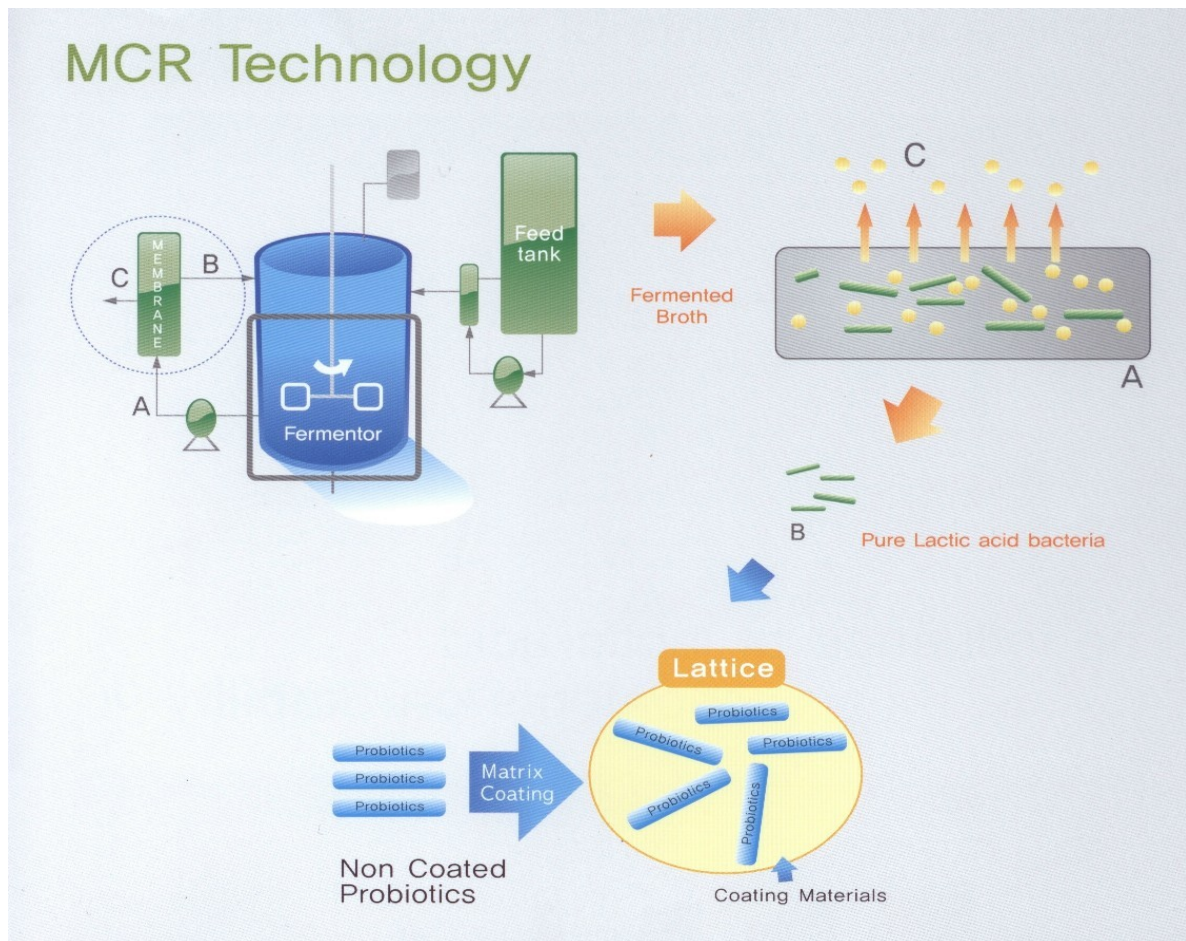 MCR Technology
C
MEMBRANE
B
A
Fermentor
Feed
tank
Fermented
Broth
C
A
B
Pure Lactic acid bacteria
Lattice
Probiotics
Probiotics
Probiotics
Probiotics
Probiotics
Probiotics
Probiotics
Probiotics
Matrix
Coating
Non Coated
Probiotics
Coating Materials